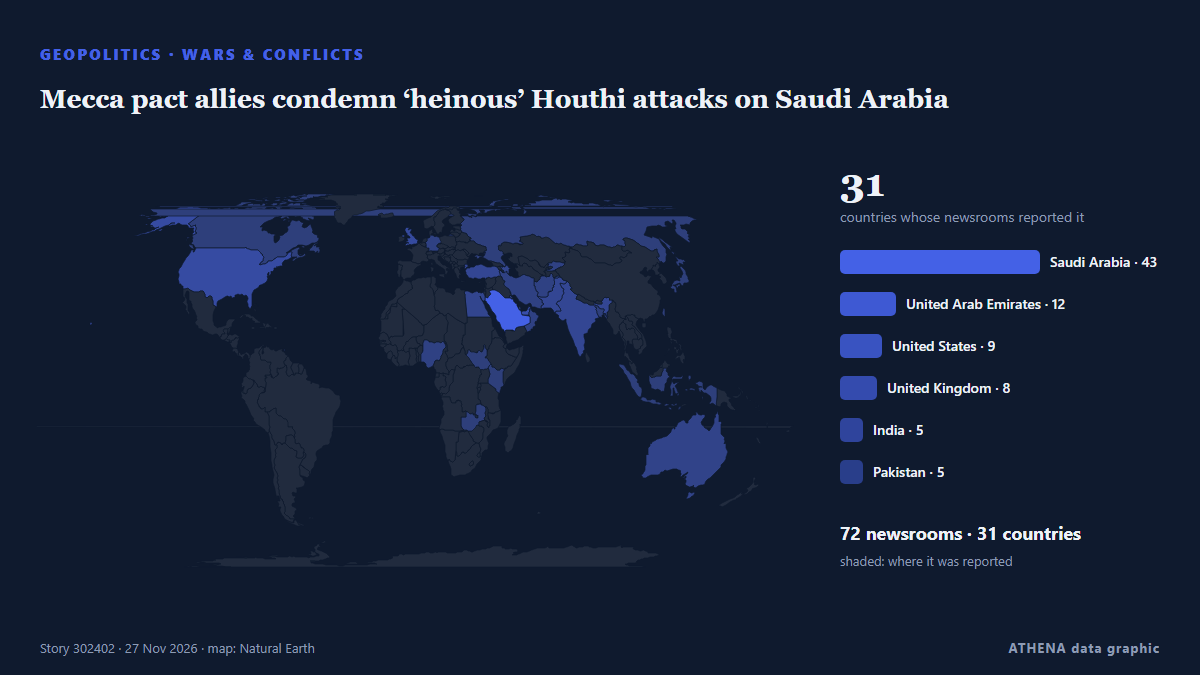 GEOPOLITICS · WARS & CONFLICTS
Mecca pact allies condemn ‘heinous’ Houthi attacks on Saudi Arabia
31
countries whose newsrooms reported it
Saudi Arabia · 43
United Arab Emirates · 12
United States · 9
United Kingdom · 8
India · 5
Pakistan · 5
72 newsrooms · 31 countries
shaded: where it was reported
Story 302402 · 27 Nov 2026 · map: Natural Earth
ATHENA data graphic